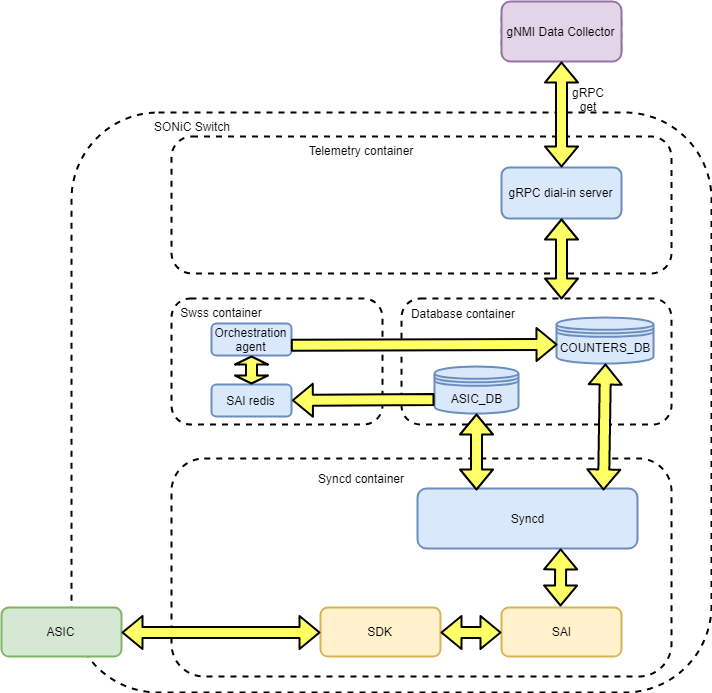 gNMI Data Collector
gRPC
get
SONiC Switch
Telemetry container
gRPC dial-in server
Swss container
Database container
Orchestration
agent
COUNTERS_DB
SAI redis
ASIC_DB
Syncd container
Syncd
ASIC
SDK
SAI